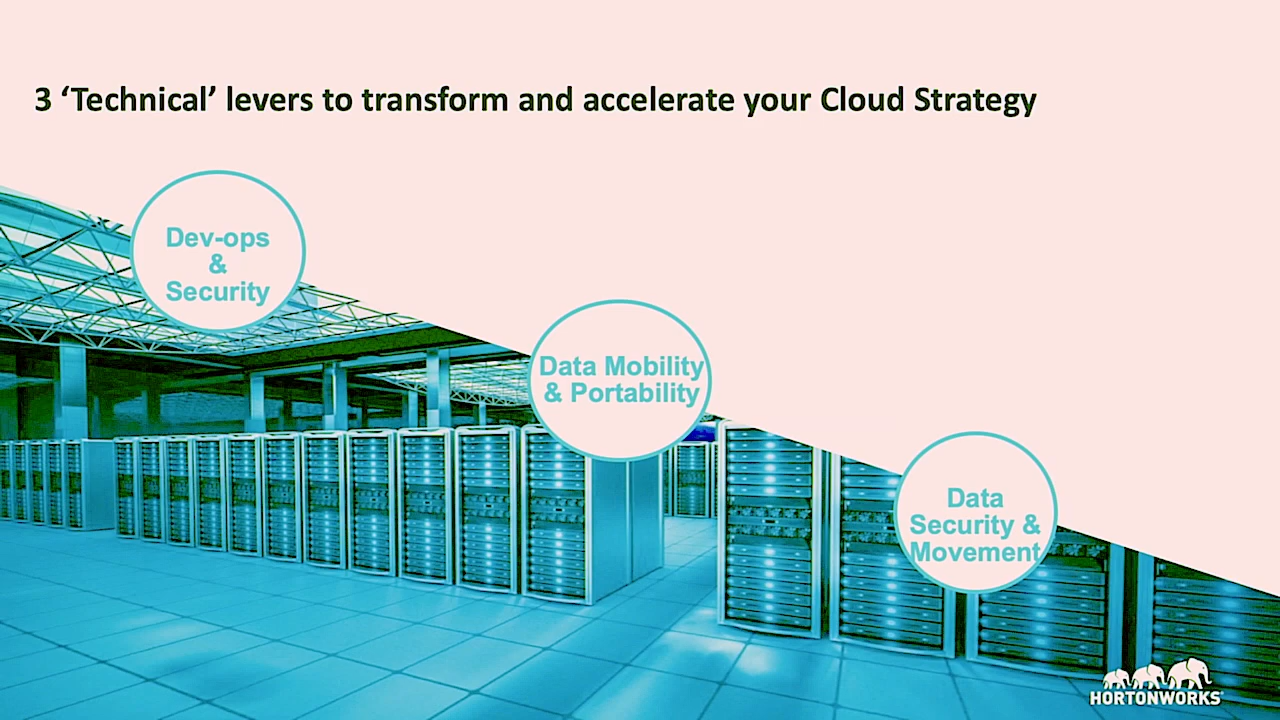 3 ‘Technical’ levers to transform and accelerate your Cloud Strategy
Dev-ops
&
Security
Data Mobility
& Portability
Data
Security &
Movement
HORTONWORKS